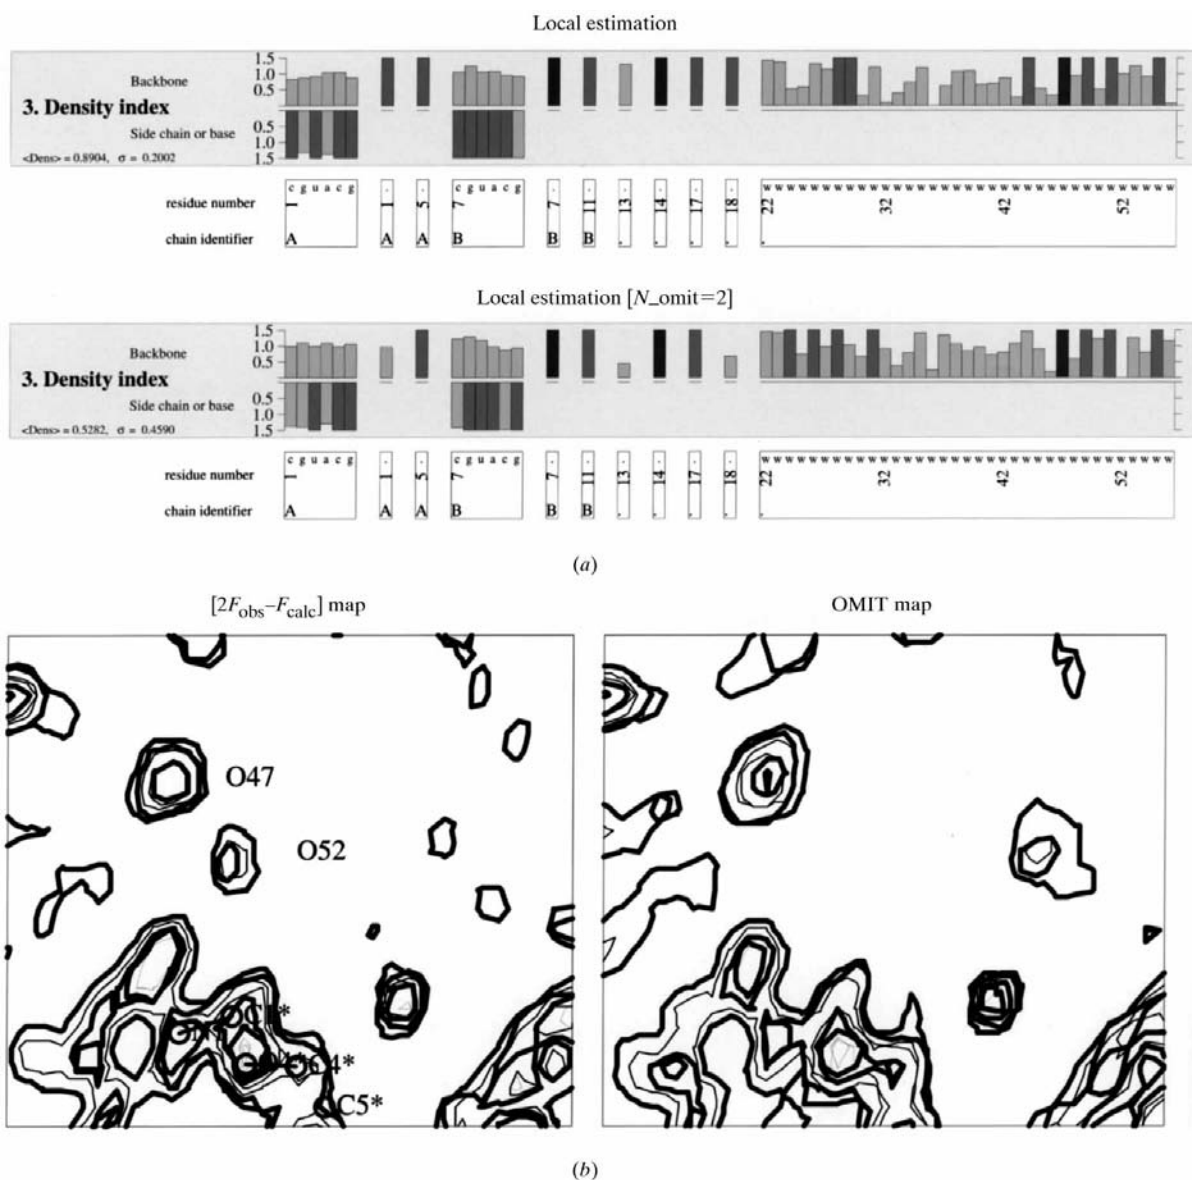 Local estimation
Backbone
3. Density index
Side chain or base
<Dens> = 0.8904, σ = 0.2002
1.5
1.0
0.5
0.5
1.0
1.5
c g u a c g - - c g u a c g - - - - - - w w w w w w w w w w w w w w w w w w w w w w w w w w w w w w w w w w w
residue number 1 1 5 7 7 11 13 14 17 18 22 32 42 52
chain identifier A A A B B B . . . . .
Local estimation [N_omit=2]
Backbone
3. Density index
Side chain or base
<Dens> = 0.5282, σ = 0.4590
1.5
1.0
0.5
0.5
1.0
1.5
c g u a c g - - c g u a c g - - - - - - w w w w w w w w w w w w w w w w w w w w w w w w w w w w w w w w w w w
residue number 1 1 5 7 7 11 13 14 17 18 22 32 42 52
chain identifier A A A B B B . . . . .
(a)
[2Fobs–Fcalc] map
OMIT map
O47
O52
C4*
C5*
(b)